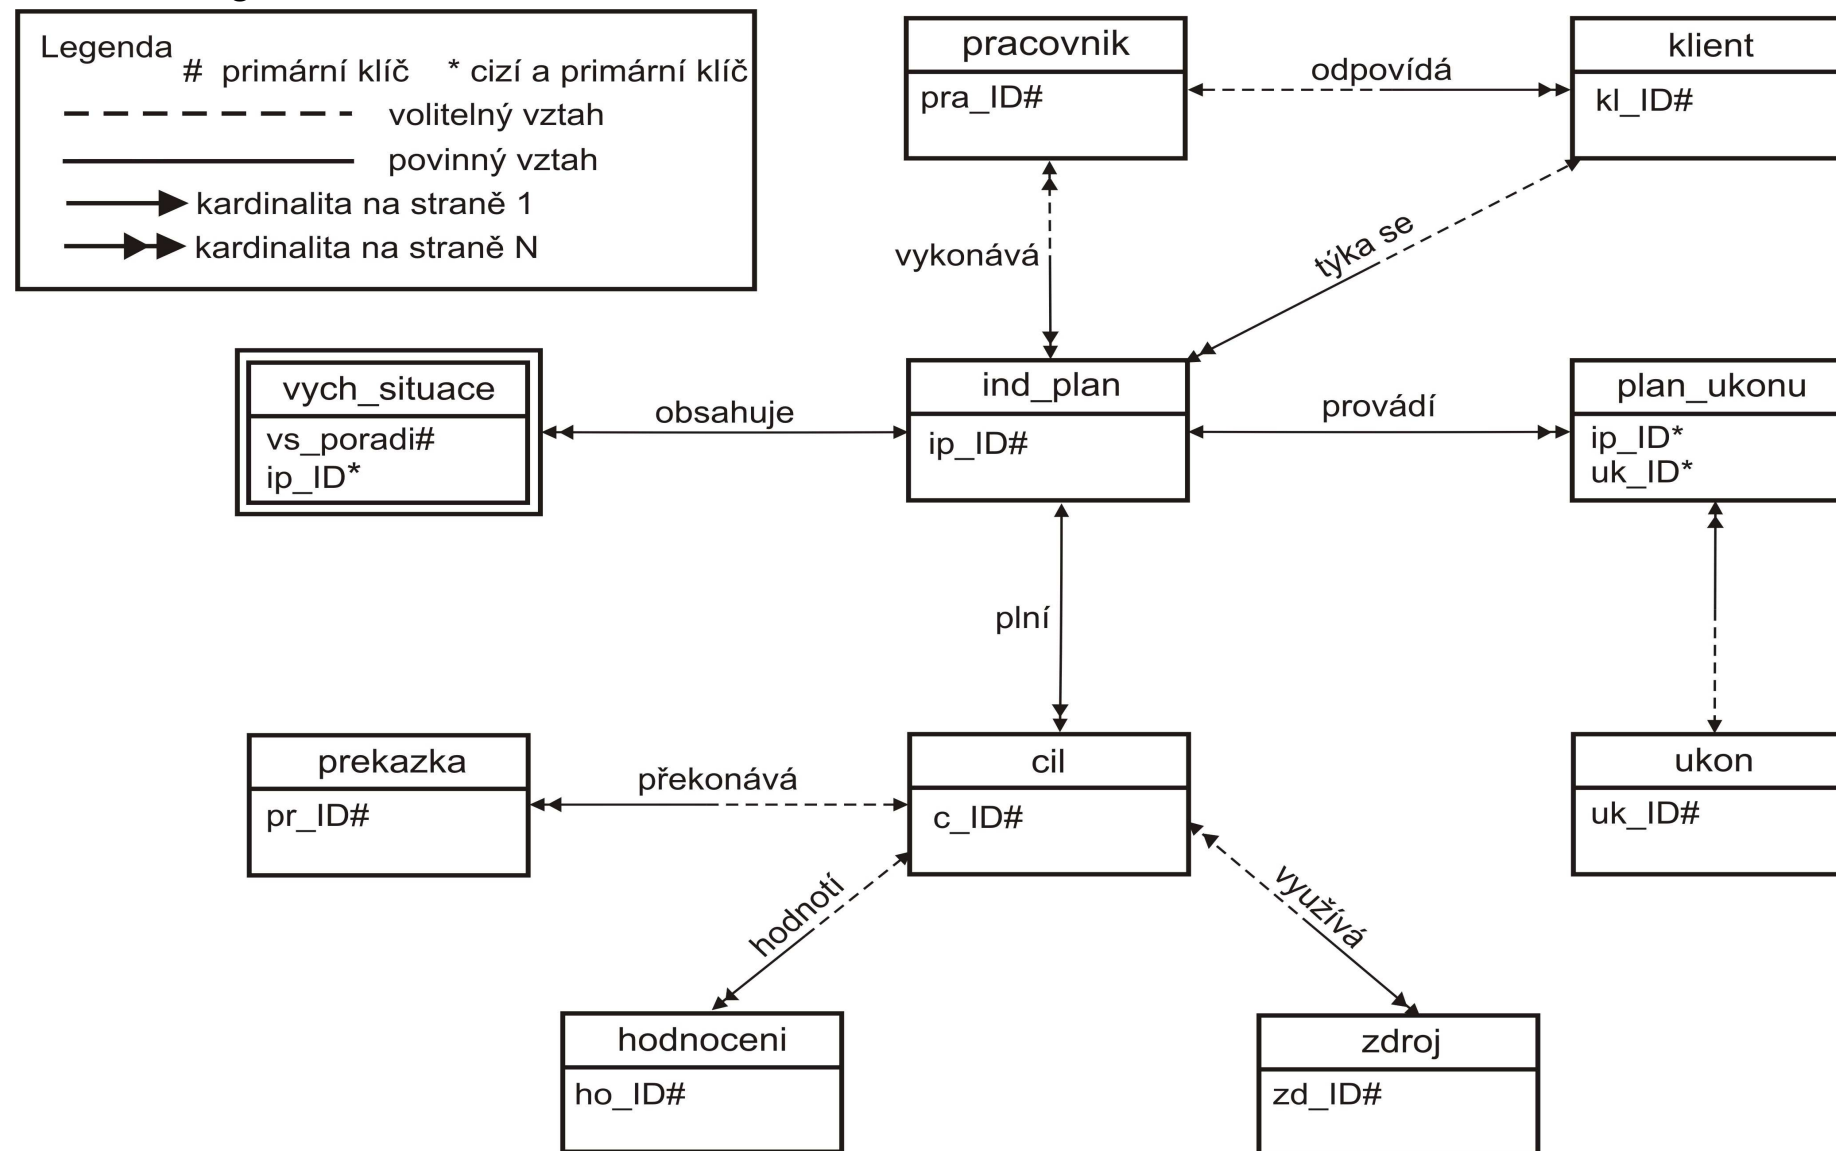 Legenda
# primární klíč * cizí a primární klíč
volitelný vztah
povinný vztah
kardinalita na straně 1
kardinalita na straně N
pracovnik
pra_ID#
odpovídá
klient
kl_ID#
vykonává
týka se
vych_situace
vs_poradi#
ip_ID*
obsahuje
ind_plan
ip_ID#
provádí
plan_ukonu
ip_ID*
uk_ID*
plní
prekazka
pr_ID#
překonává
cil
c_ID#
ukon
uk_ID#
hodnotí
využívá
hodnoceni
ho_ID#
zdroj
zd_ID#